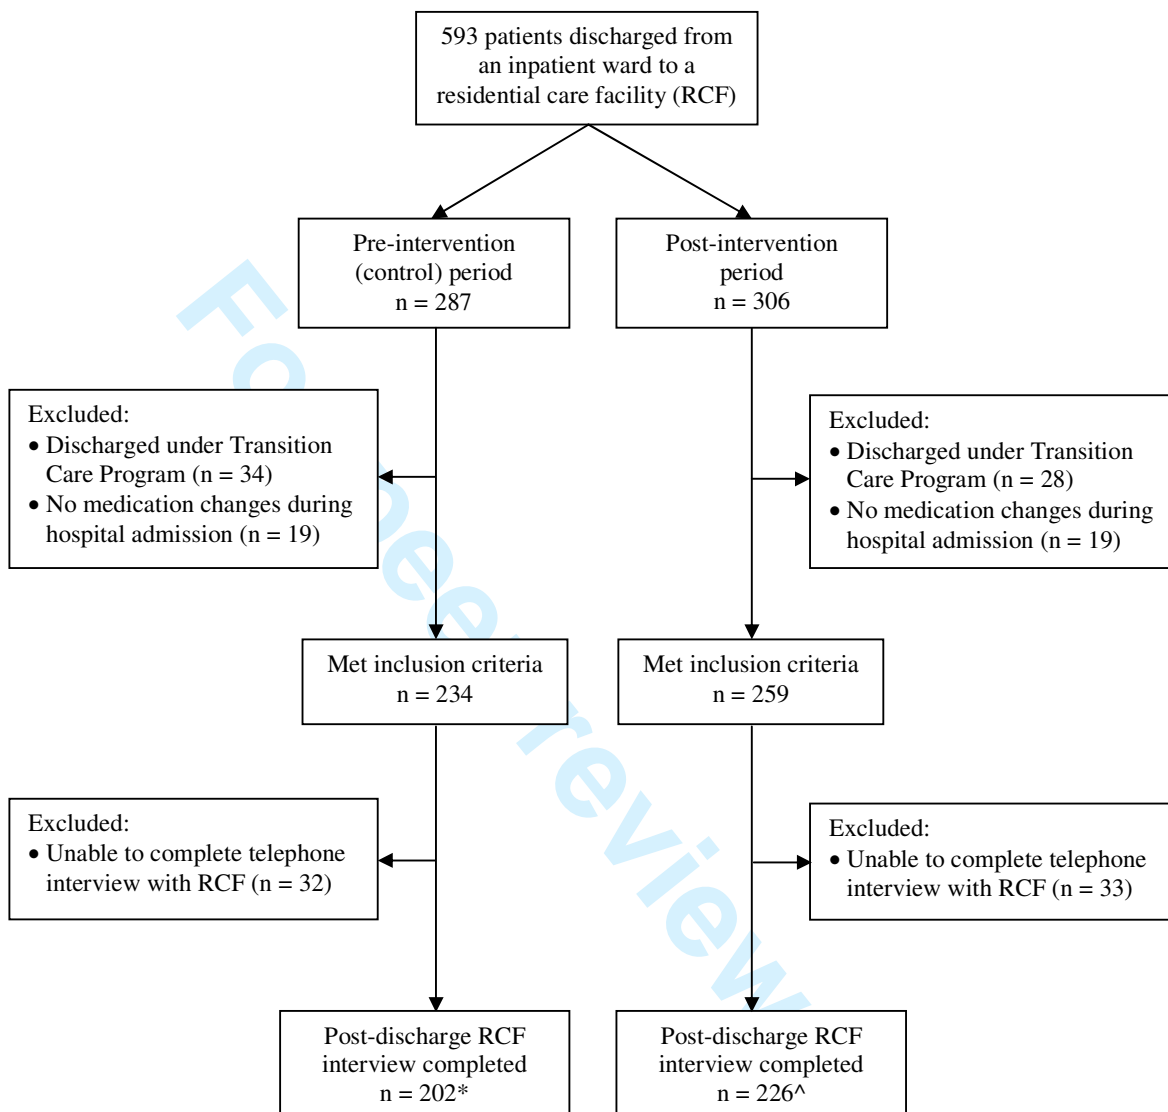 593 patients discharged from
an inpatient ward to a
residential care facility (RCF)
Pre-intervention
(control) period
n = 287
Post-intervention
period
n = 306
Excluded:
• Discharged under Transition
Care Program (n = 34)
• No medication changes during
hospital admission (n = 19)
Excluded:
• Discharged under Transition
Care Program (n = 28)
• No medication changes during
hospital admission (n = 19)
Met inclusion criteria
n = 234
Met inclusion criteria
n = 259
Excluded:
• Unable to complete telephone
interview with RCF (n = 32)
Excluded:
• Unable to complete telephone
interview with RCF (n = 33)
Post-discharge RCF
interview completed
n = 202*
Post-discharge RCF
interview completed
n = 226^
For peer review